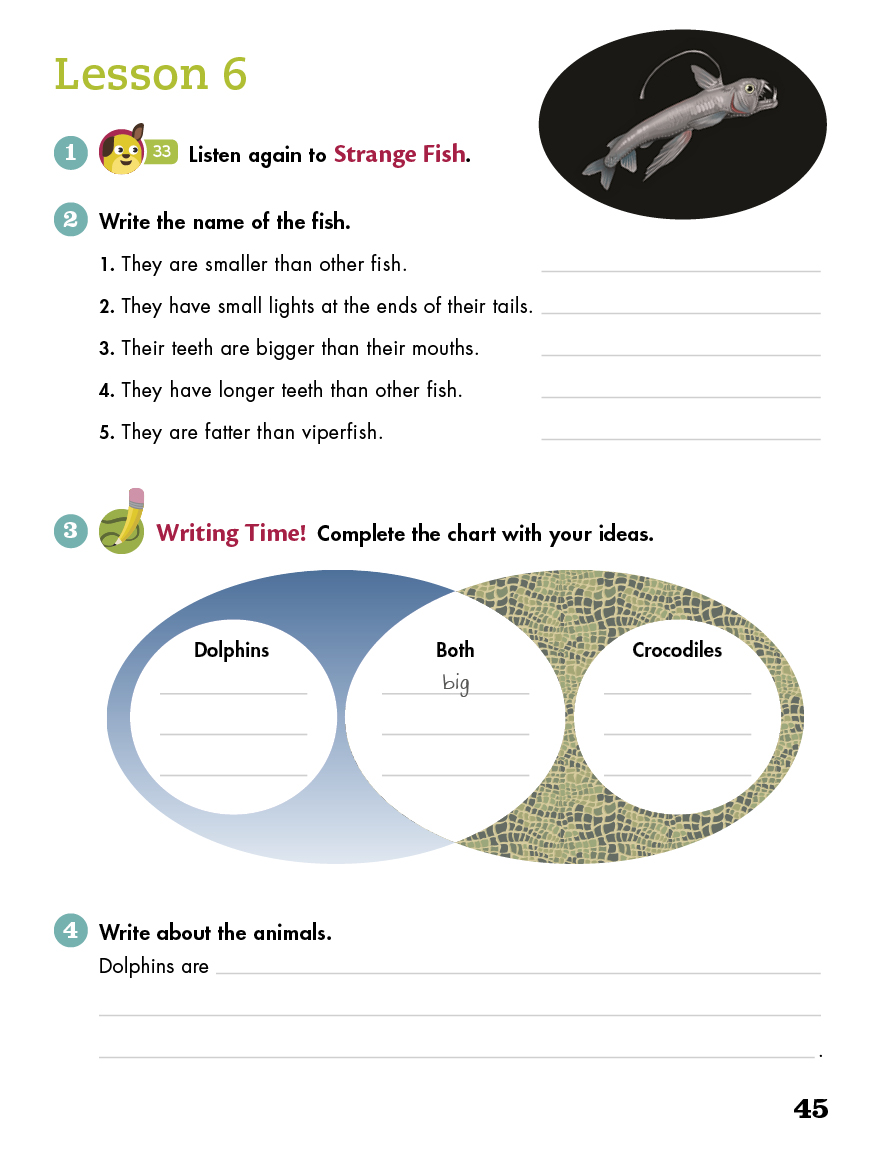 Lesson 6
1 33 Listen again to Strange Fish.
2 Write the name of the fish.
1. They are smaller than other fish.
2. They have small lights at the ends of their tails.
3. Their teeth are bigger than their mouths.
4. They have longer teeth than other fish.
5. They are fatter than viperfish.
3 Writing Time! Complete the chart with your ideas.
Dolphins Both Crocodiles
big
4 Write about the animals.
Dolphins are
.
45